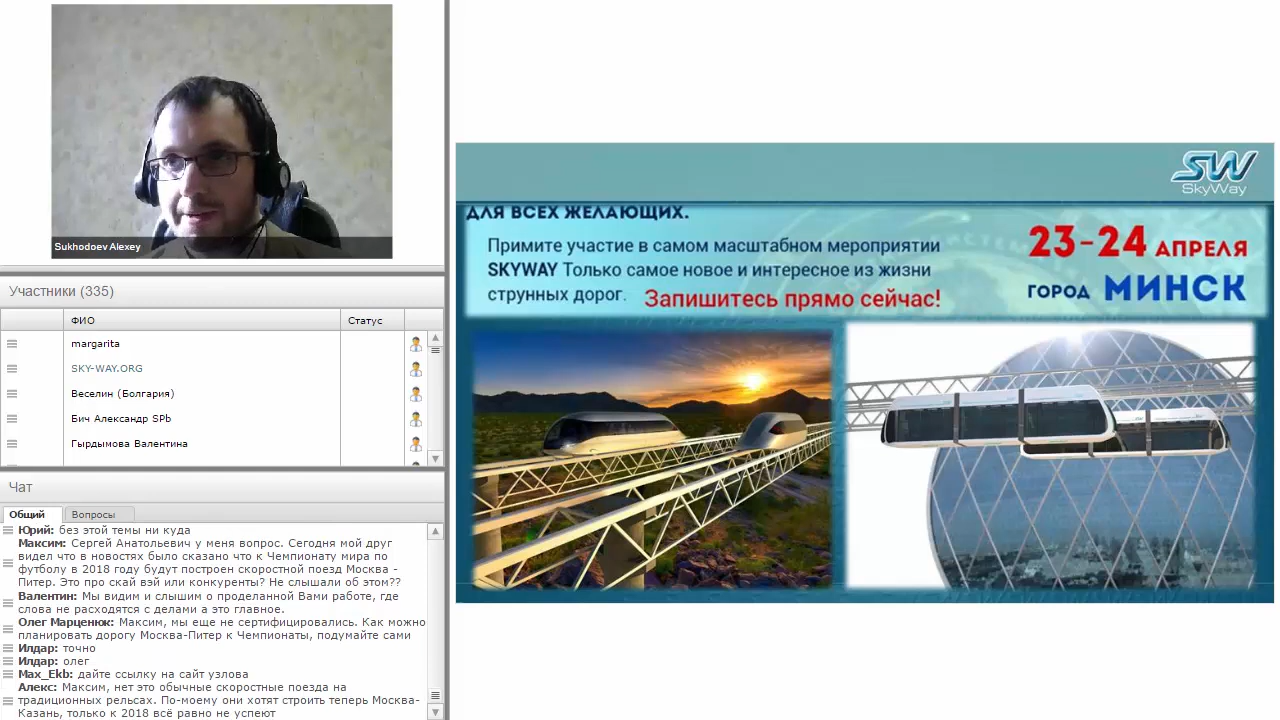 Sukhodoev Alexey
Участники (335)
ФИО
Статус
margarita
SKY-WAY.ORG
Веселин (Болгария)
Бич Александр SPb
Гырдымова Валентина
Чат
Общий
Вопросы
Юрий: без этой темы ни куда
Максим: Сергей Анатольевич у меня вопрос. Сегодня мой друг
видел что в новостях было сказано что к Чемпионату мира по
футболу в 2018 году будут построен скоростной поезд Москва -
Питер. Это про скай вэй или конкуренты? Не слышали об этом??
Валентин: Мы видим и слышим о проделанной Вами работе, где
слова не расходятся с делами а это главное.
Олег Марценюк: Максим, мы еще не сертифицировались. Как можно
планировать дорогу Москва-Питер к Чемпионаты, подумайте сами
Илдар: точно
Илдар: олег
Max_Ekb: дайте ссылку на сайт узлова
Алекс: Максим, нет это обычные скоростные поезда на
традиционных рельсах. По-моему они хотят строить теперь Москва-
Казань, только к 2018 всё равно не успеют
SW
SkyWay
ДЛЯ ВСЕХ ЖЕЛАЮЩИХ.
Примите участие в самом масштабном мероприятии
SKYWAY Только самое новое и интересное из жизни
струнных дорог. Запишитесь прямо сейчас!
23-24 АПРЕЛЯ
ГОРОД МИНСК